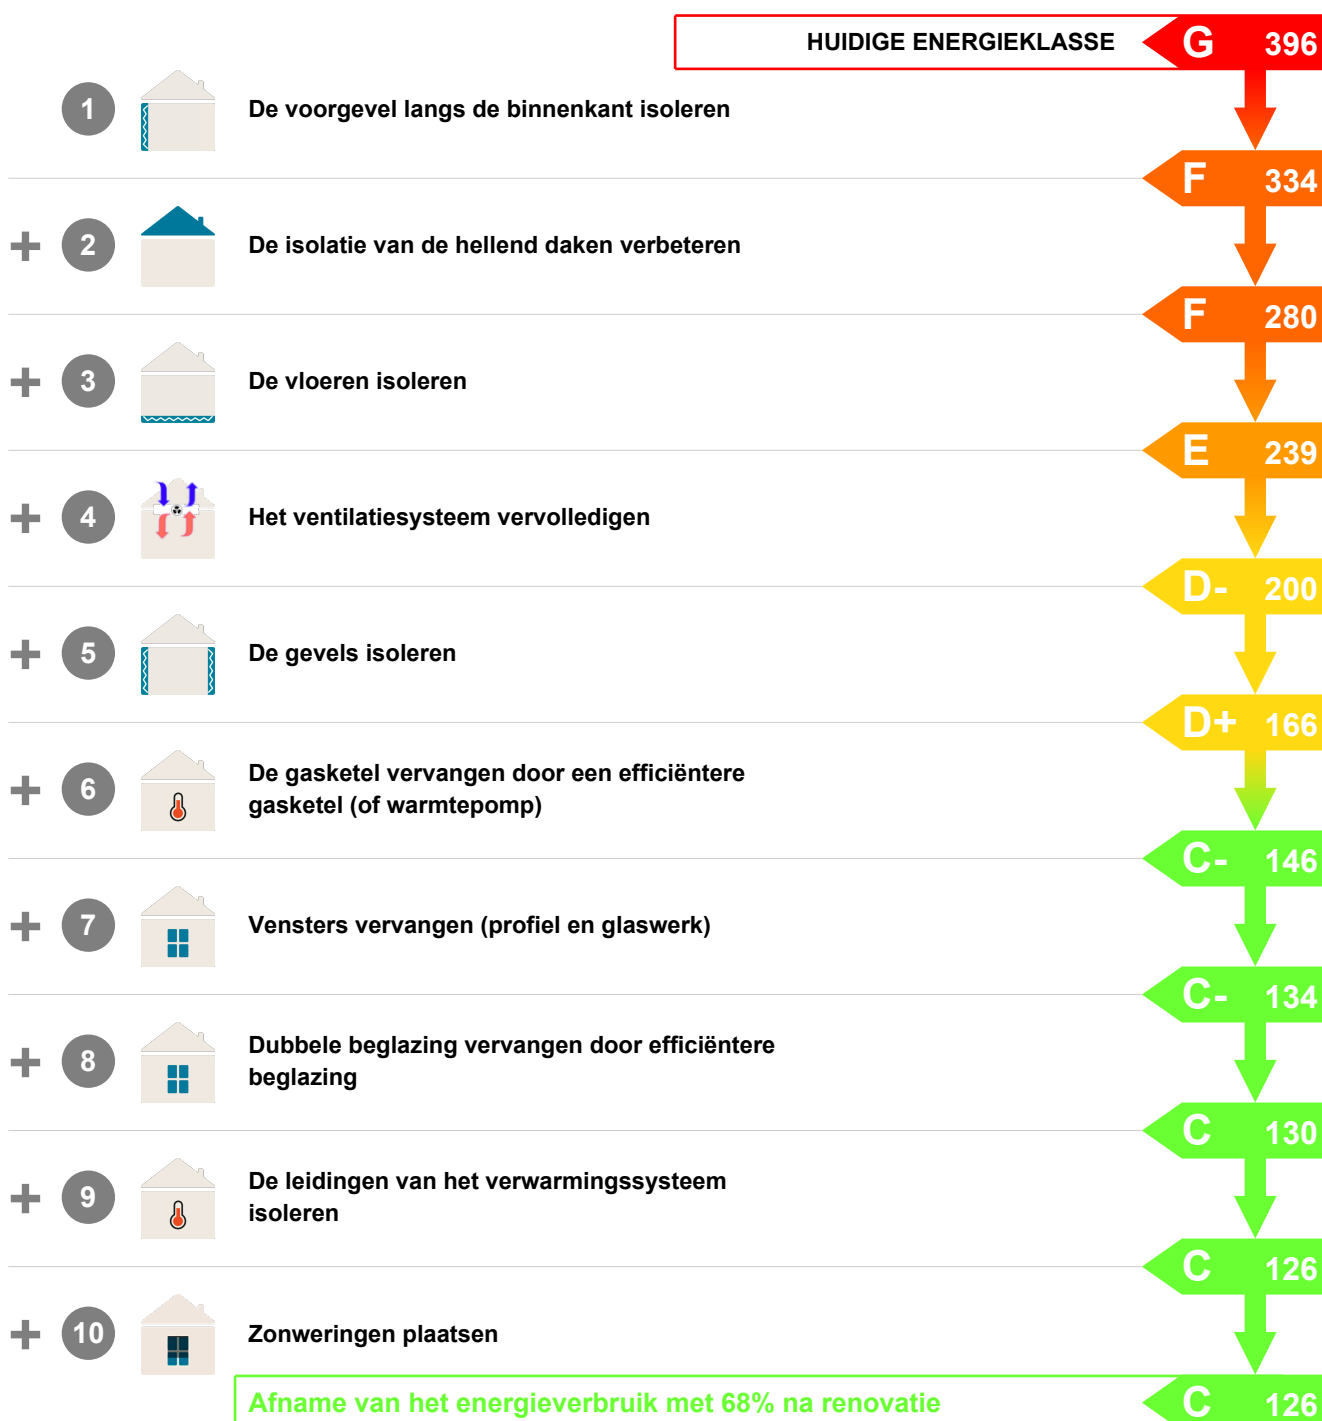 HUIDIGE ENERGIEKLASSE G 396
1 De voorgevel langs de binnenkant isoleren
F 334
+ 2 De isolatie van de hellend daken verbeteren
F 280
+ 3 De vloeren isoleren
E 239
+ 4 Het ventilatiesysteem vervolledigen
D- 200
+ 5 De gevels isoleren
D+ 166
+ 6 De gasketel vervangen door een efficiëntere
gasketel (of warmtepomp)
C- 146
+ 7 Vensters vervangen (profiel en glaswerk)
C- 134
+ 8 Dubbele beglazing vervangen door efficiëntere
beglazing
C 130
+ 9 De leidingen van het verwarmingssysteem
isoleren
C 126
+ 10 Zonweringen plaatsen
Afname van het energieverbruik met 68% na renovatie C 126